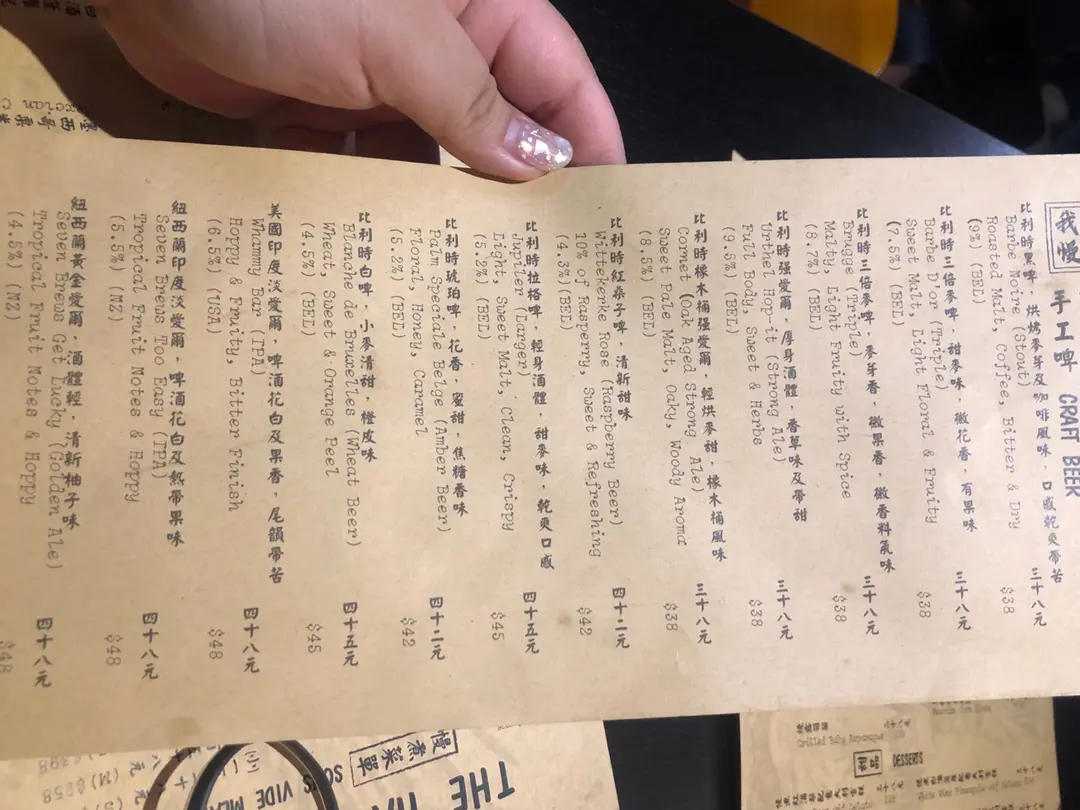 我慢
手工啤 CRAFT BEER
比利時黑啤，烘烤麥芽及咖啡風味，口感乾爽帶苦 三十八元
Barbe Noire (Stout) $38
Roasted Malt, Coffee, Bitter & Dry
(9%) (BEL)
比利時三倍麥啤，甜麥味，微花香，有果味 三十八元
Barbe D'or (Triple) $38
Sweet Malt, Light Floral & Fruity
(7.5%) (BEL)
比利時三倍麥啤，麥芽香，微果香，微香料氣味 三十八元
Brugge (Triple) $38
Malty, Light Fruity with Spice
(8.7%) (BEL)
比利時强愛爾，厚身酒體，香草味及帶甜 三十八元
Urthel Hop-it (Strong Ale) $38
Full Body, Sweet & Herbs
(9.5%) (BEL)
比利時橡木桶强愛爾，輕烘麥甜，橡木桶風味 三十八元
Cornet (Oak Aged Strong Ale) $38
Sweet Pale Malt, Oaky, Woody Aroma
(8.5%) (BEL)
比利時紅桑子啤，清新甜味 四十二元
Wittekerke Rose (Raspberry Beer) $42
10% of Rasperry, Sweet & Refreshing
(4.3%)(BEL)
比利時拉格啤，輕身酒體，甜麥味，乾爽口感 四十五元
Jupiler (Larger) $45
Light, Sweet Malt, Clean, Crispy
(5.2%) (BEL)
比利時琥珀啤，花香，蜜甜，焦糖香味 四十二元
Palm Speciale Belge (Amber Beer) $42
Floral, Honey, Caramel
(5.2%) (BEL)
比利時白啤，小麥清甜，橙皮味 四十五元
Blanche de Bruxelles (Wheat Beer) $45
Wheat, Sweet & Orange Peel
(4.5%) (BEL)
美國印度淡愛爾，啤酒花白及果香，尾韻帶苦 四十八元
Whammy Bar (IPA) $48
Hoppy & Fruity, Bitter Finish
(6.5%) (USA)
紐西蘭印度淡愛爾，啤酒花白及熱帶果味 四十八元
Seven Brews Too Easy (IPA) $48
Tropical Fruit Notes & Hoppy
(5.5%) (NZ)
紐西蘭黃金愛爾，酒體輕，清新柚子味 四十八元
Seven Brews Get Lucky (Golden Ale) $48
Tropical Fruit Notes & Hoppy
(4.5%) (NZ)
慢煮菜單
SOUS VIDE
THE
甜品 DESSERTS